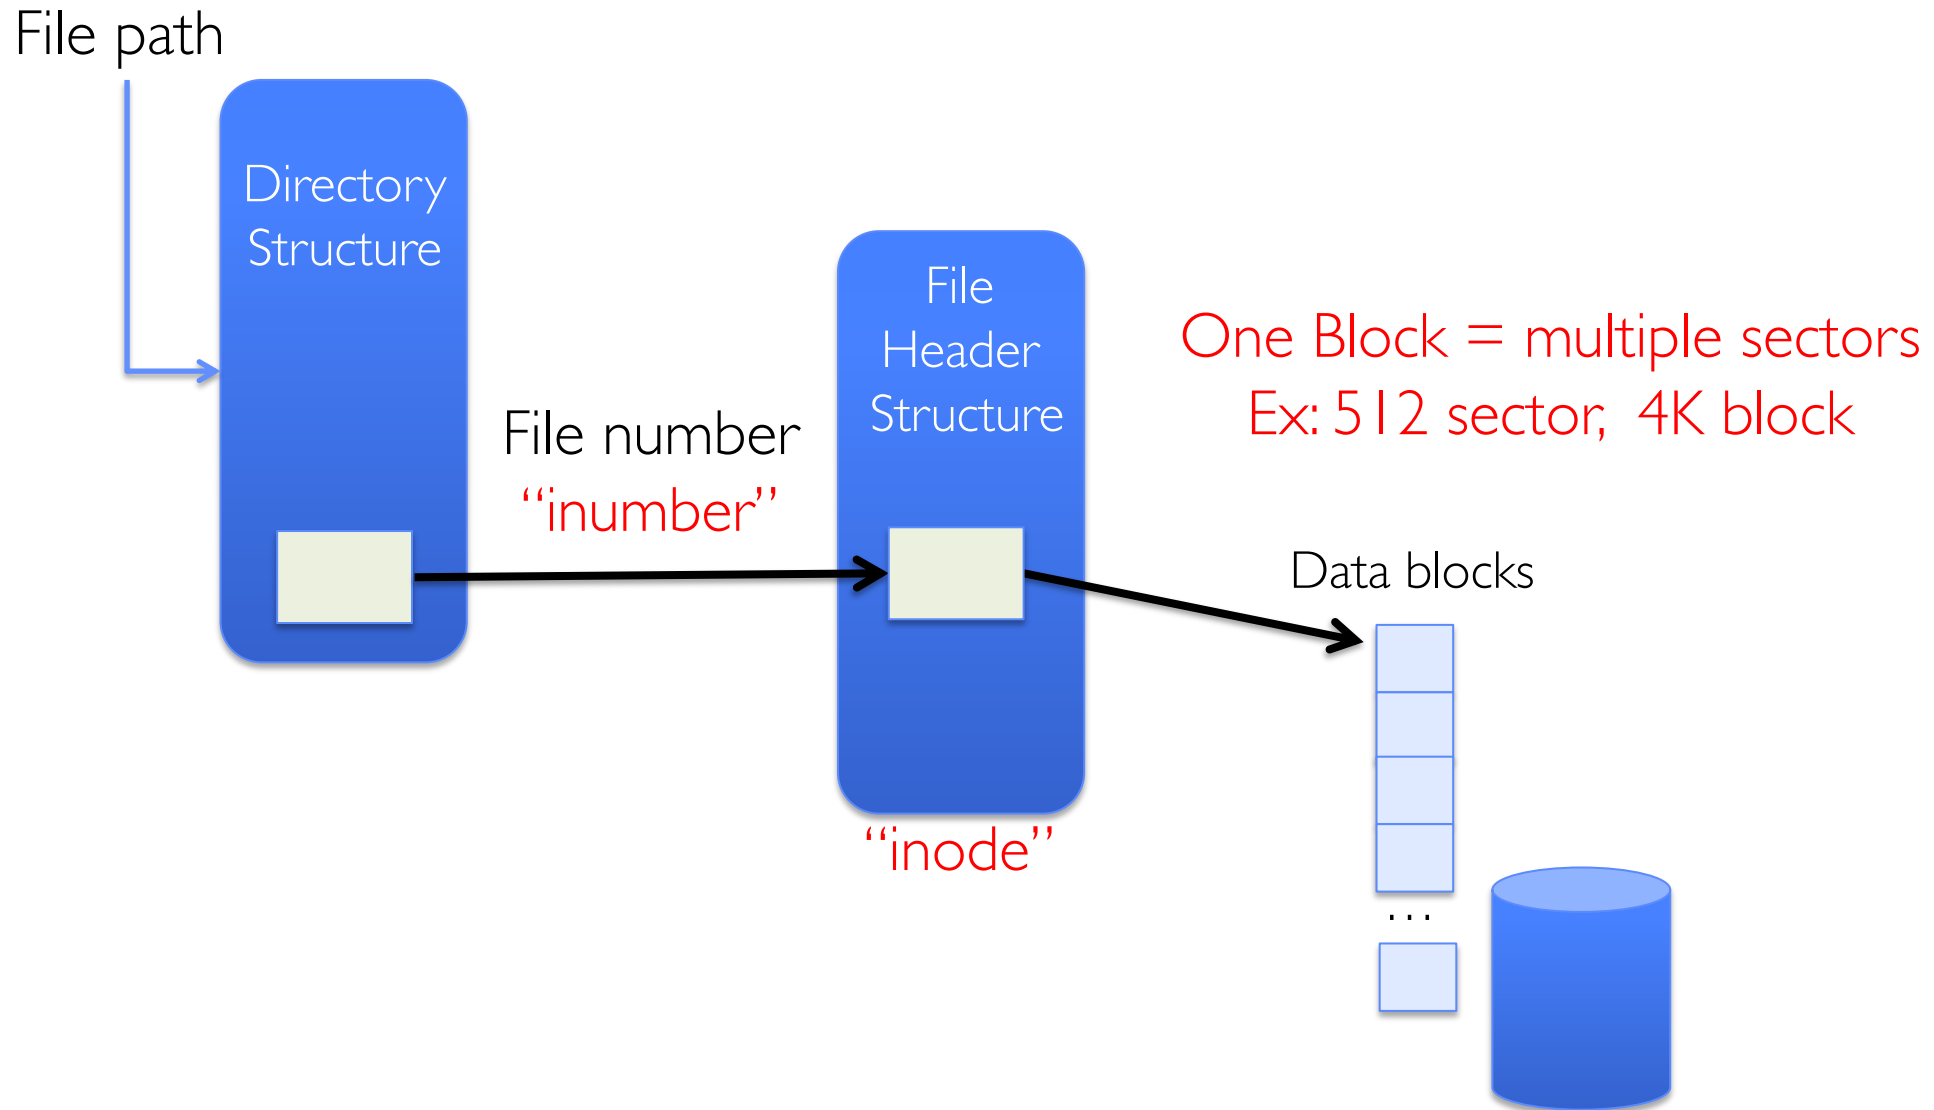 File path
Directory
Structure
File number
“inumber”
File
Header
Structure
“inode”
One Block = multiple sectors
Ex: 512 sector, 4K block
Data blocks
...